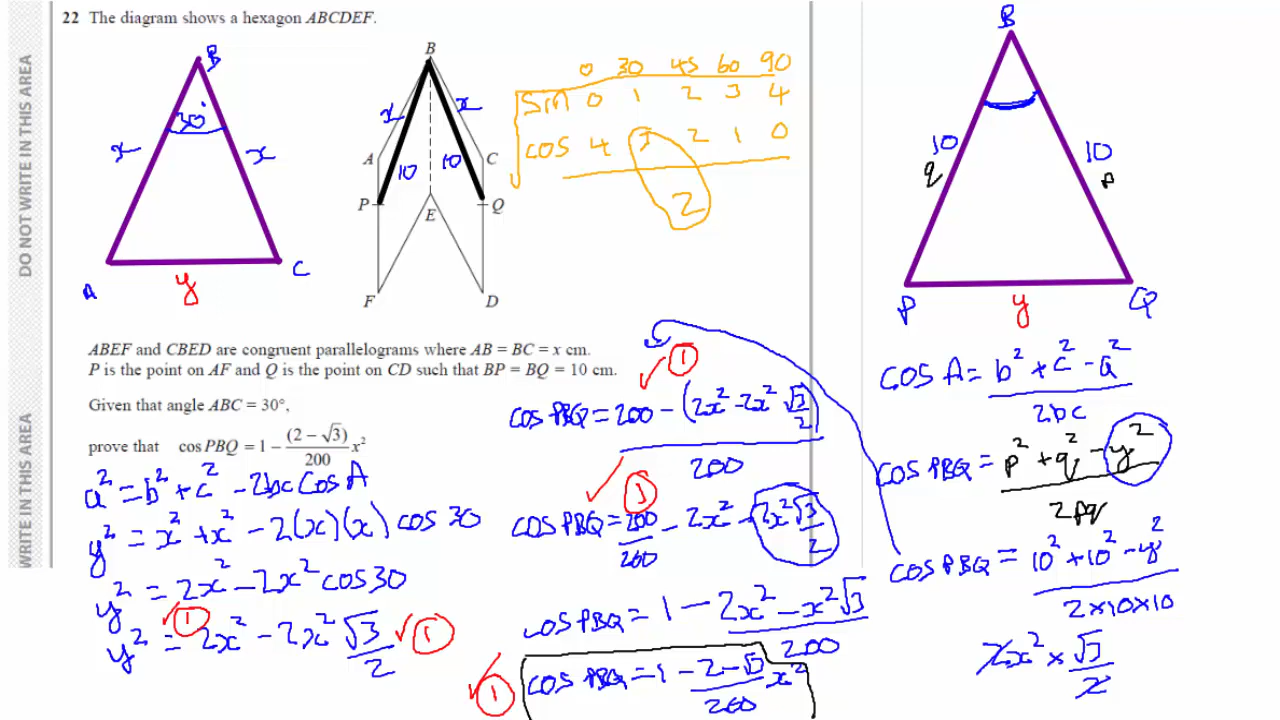 DO NOT WRITE IN THIS AREA
WRITE IN THIS AREA
22 The diagram shows a hexagon ABCDEF.
B
30°
x
x
A
y
C
B
x
x
A
10
10
C
P
E
Q
F
D
0 30 45 60 90
Sin 0 1 2 3 4
cos 4 3 2 1 0
2
B
10
q
10
P
P
y
Q
ABEF and CBED are congruent parallelograms where AB = BC = x cm.
P is the point on AF and Q is the point on CD such that BP = BQ = 10 cm.
Given that angle ABC = 30°,
prove that cos PBQ = 1 − (2 − √3)/200 x²
a² = b² + c² - 2bc Cos A
y² = x² + x² - 2(x)(x) cos 30
y² = 2x² - 2x² cos 30
① 
y² = 2x² - 2x² √3/2 ✓①
✓①
cos PBQ = 200 - (2x² - 2x² √3/2)
200
✓①
cos PBQ = 200/200 - 2x² - 2x² √3/2
cos PBQ = 1 - 2x² - x²√3
200
✓①
cos PBQ = 1 - 2 - √3/200 x²
cos A = b² + c² - a²
2bc
cos PBQ = p² + q² - y²
2pq
cos PBQ = 10² + 10² - y²
2×10×10
2x² × √3/2